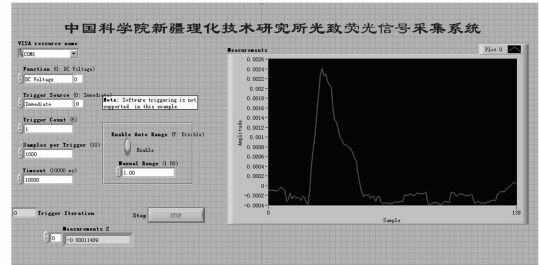 中国科学院新疆理化技术研究所光致荧光信号采集系统
VISA resource name
COM1
Function (0: DC Voltage)
DC Voltage 0
Trigger Source (0: Immediate)
Immediate 0
Note: Software triggering is not
supported in this example.
Trigger Count (5)
1
Samples per Trigger (10)
1000
Timeout (10000 ms)
10000
Enable Auto Range (F: Disible)
Enable
Manual Range (1.00)
1.00
0 Trigger Iteration
Stop STOP
Measurements 2
0 -0.00011489
Measurements
Plot 0
Amplitude
0.0026
0.0024
0.0022
0.002
0.0018
0.0016
0.0014
0.0012
0.001
0.0008
0.0006
0.0004
0.0002
0
-0.0002
-0.0004
0 139
Sample